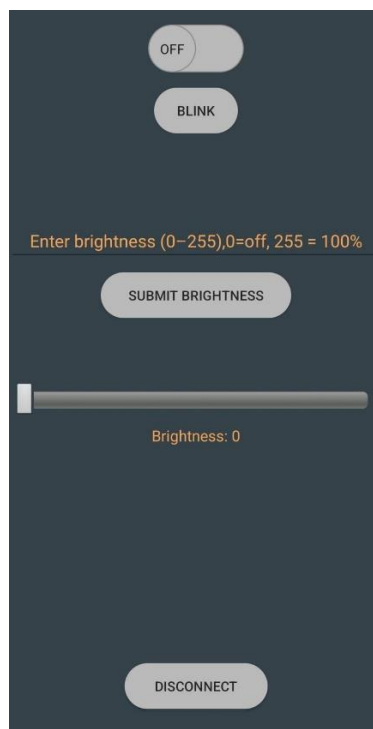 OFF
BLINK
Enter brightness (0–255),0=off, 255 = 100%
SUBMIT BRIGHTNESS
Brightness: 0
DISCONNECT